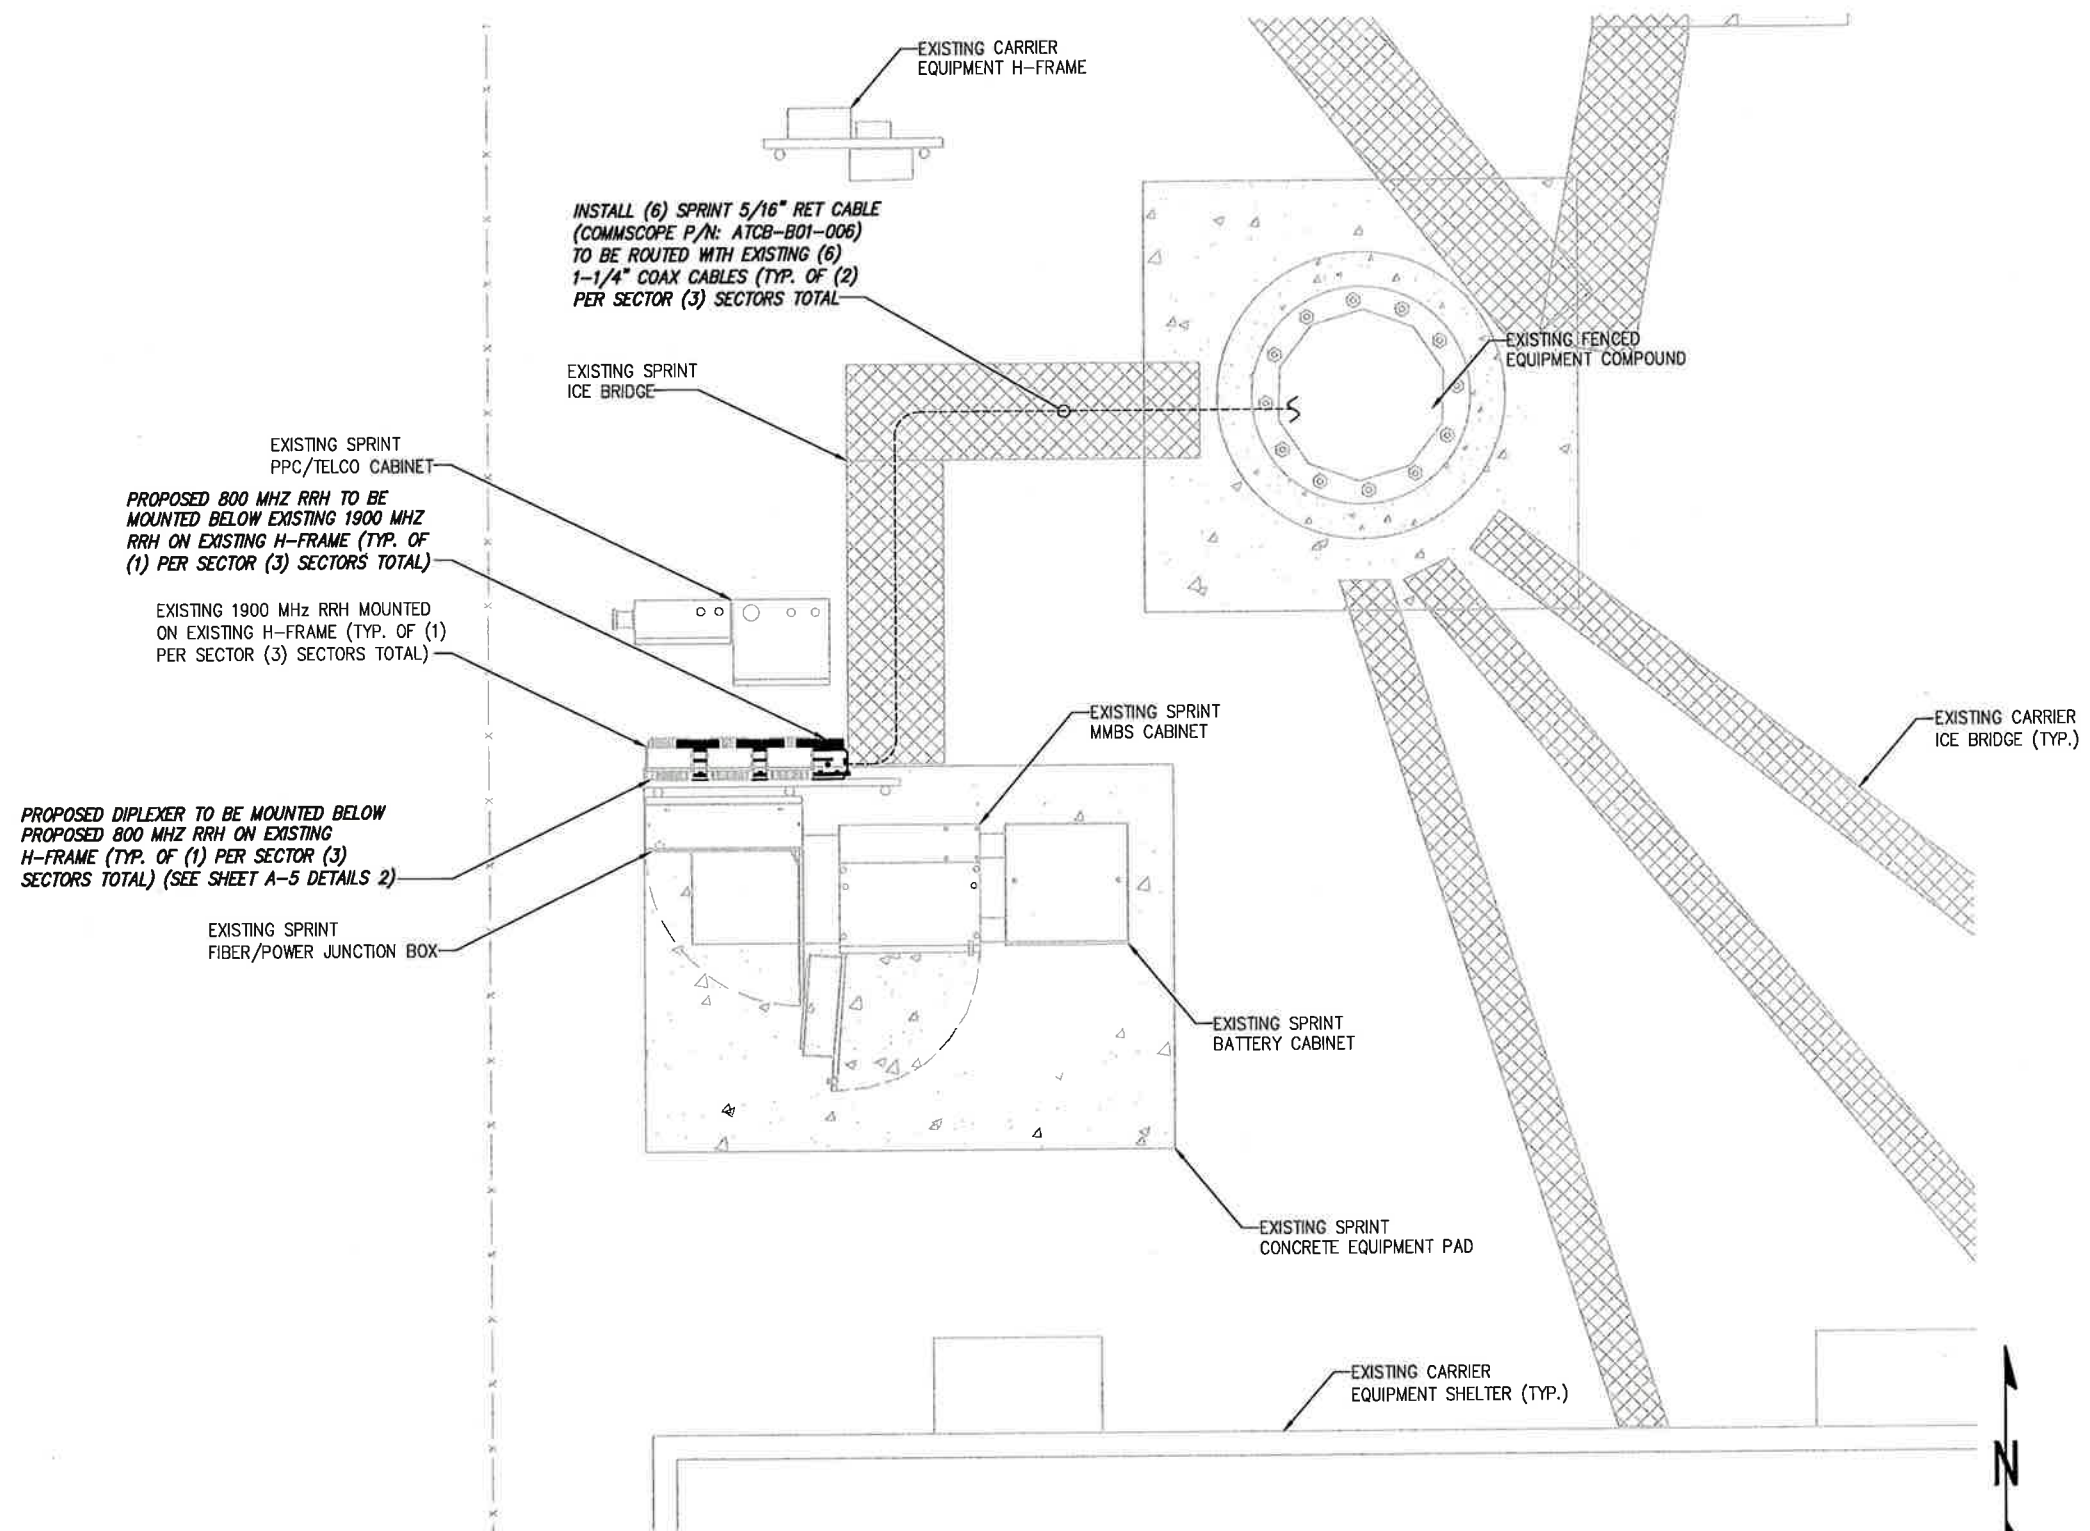 EXISTING CARRIER
EQUIPMENT H-FRAME
INSTALL (6) SPRINT 5/16" RET CABLE
(COMMSCOPE P/N: ATCB-B01-006)
TO BE ROUTED WITH EXISTING (6)
1-1/4" COAX CABLES (TYP. OF (2)
PER SECTOR (3) SECTORS TOTAL
EXISTING FENCED
EQUIPMENT COMPOUND
EXISTING SPRINT
ICE BRIDGE
EXISTING SPRINT
PPC/TELCO CABINET
PROPOSED 800 MHZ RRH TO BE
MOUNTED BELOW EXISTING 1900 MHZ
RRH ON EXISTING H-FRAME (TYP. OF
(1) PER SECTOR (3) SECTORS TOTAL)
EXISTING 1900 MHz RRH MOUNTED
ON EXISTING H-FRAME (TYP. OF (1)
PER SECTOR (3) SECTORS TOTAL)
EXISTING SPRINT
MMBS CABINET
EXISTING CARRIER
ICE BRIDGE (TYP.)
PROPOSED DIPLEXER TO BE MOUNTED BELOW
PROPOSED 800 MHZ RRH ON EXISTING
H-FRAME (TYP. OF (1) PER SECTOR (3)
SECTORS TOTAL) (SEE SHEET A-5 DETAILS 2)
EXISTING SPRINT
FIBER/POWER JUNCTION BOX
EXISTING SPRINT
BATTERY CABINET
EXISTING SPRINT
CONCRETE EQUIPMENT PAD
EXISTING CARRIER
EQUIPMENT SHELTER (TYP.)
N